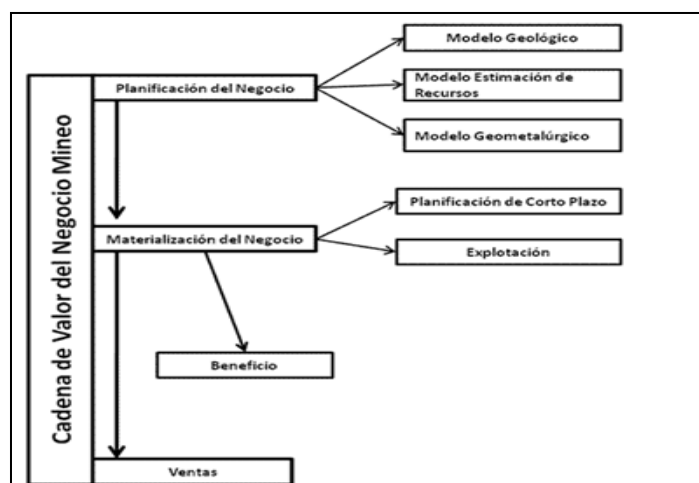 Cadena de Valor del Negocio Mineo
Planificación del Negocio
Modelo Geológico
Modelo Estimación de
Recursos
Modelo Geometalúrgico
Materialización del Negocio
Planificación de Corto Plazo
Explotación
Beneficio
Ventas